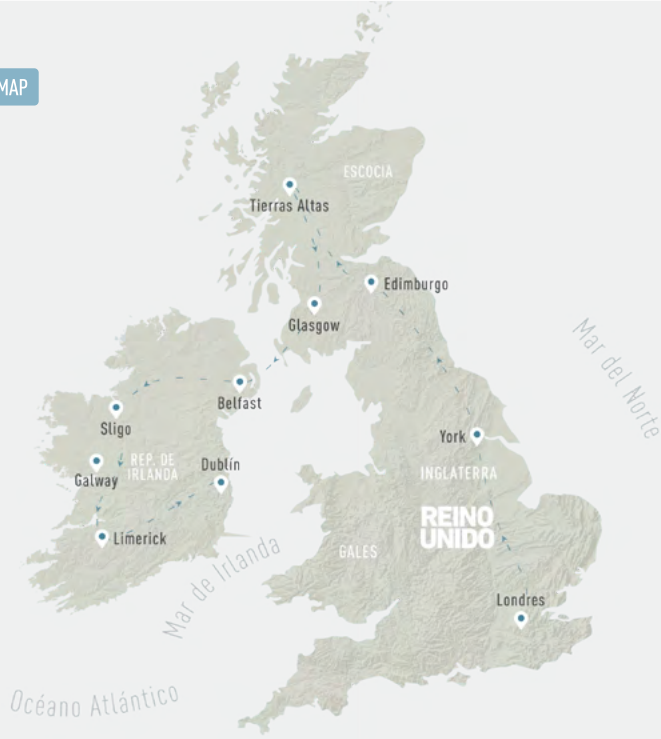 MAP
ESCOCIA
Tierras Altas
Edimburgo
Glasgow
Mar del Norte
Belfast
Sligo
York
REP. DE
IRLANDA
Dublín
Galway
INGLATERRA
REINO
UNIDO
Limerick
GALES
Mar de Irlanda
Londres
Océano Atlántico